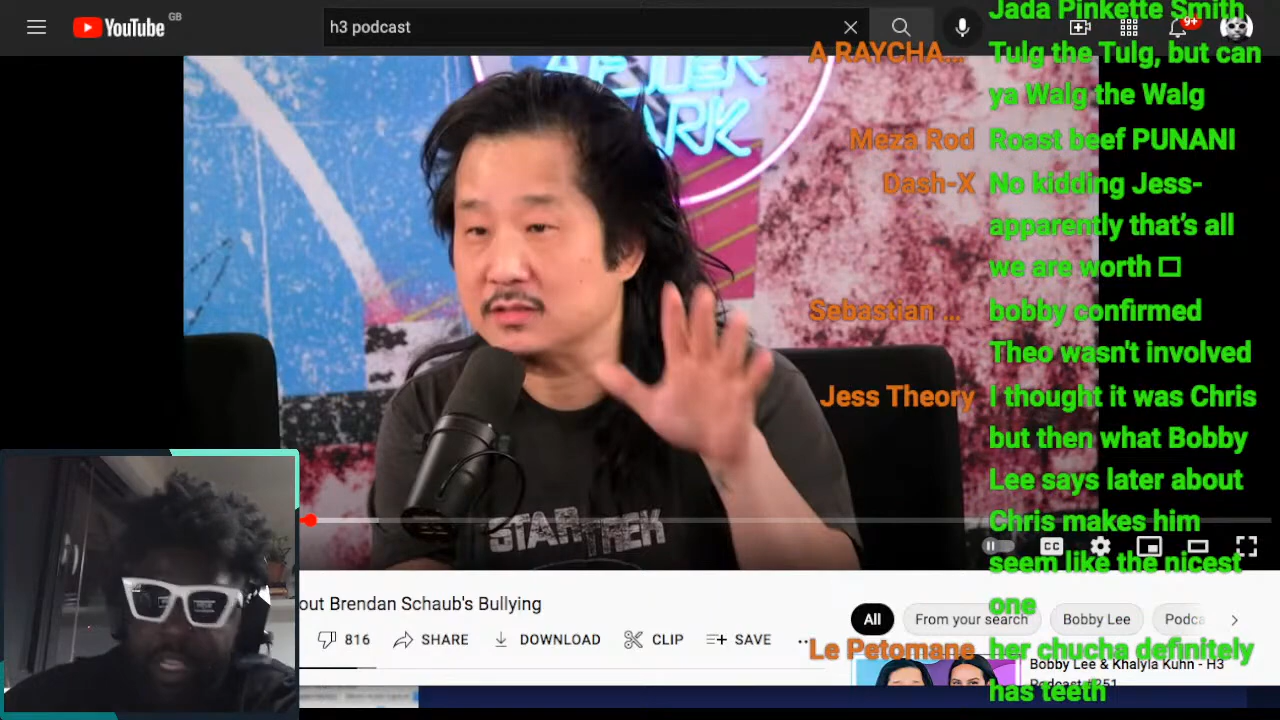 YouTube GB
h3 podcast
9+
Jada Pinkette Smith
A RAYCHA... Tulg the Tulg, but can
ya Walg the Walg
Meza Rod Roast beef PUNANI
Dash-X No kidding Jess-
apparently that's all
we are worth
Sebastian ... bobby confirmed
Theo wasn't involved
Jess Theory I thought it was Chris
but then what Bobby
Lee says later about
Chris makes him
seem like the nicest
one
Le Petomane her chucha definitely
has teeth
AFTER
DARK
STAR TREK
CC
out Brendan Schaub's Bullying
816 SHARE DOWNLOAD CLIP SAVE ...
All From your search Bobby Lee Podca
Bobby Lee & Khalyla Kuhn - H3